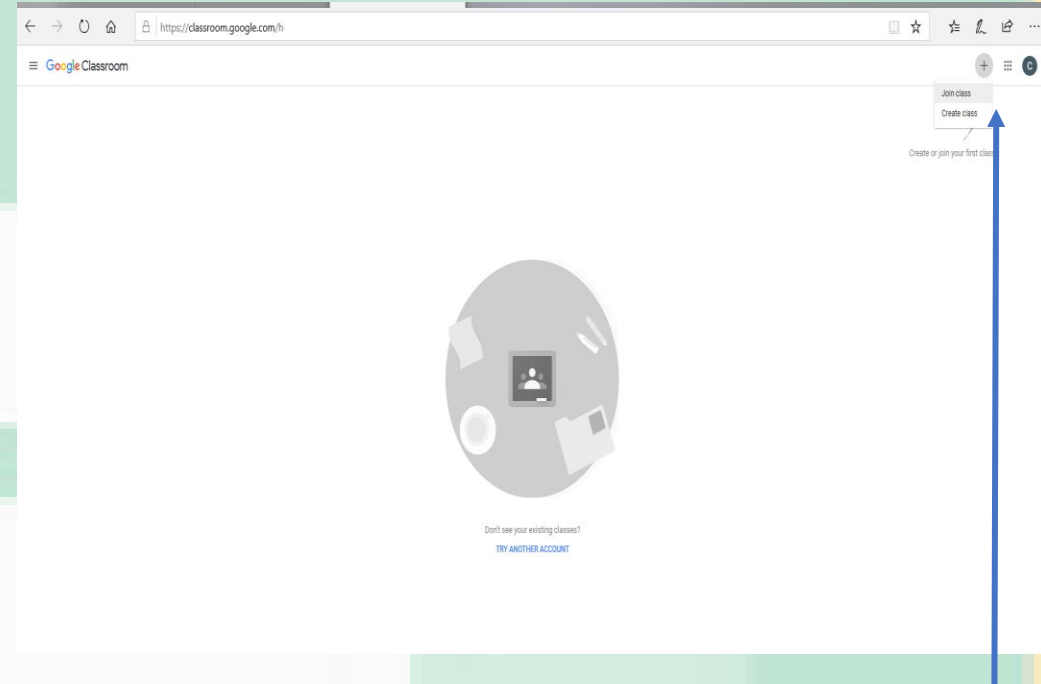 https://classroom.google.com/h
Google Classroom
C
Join class
Create class
Create or join your first class
Don't see your existing classes?
TRY ANOTHER ACCOUNT